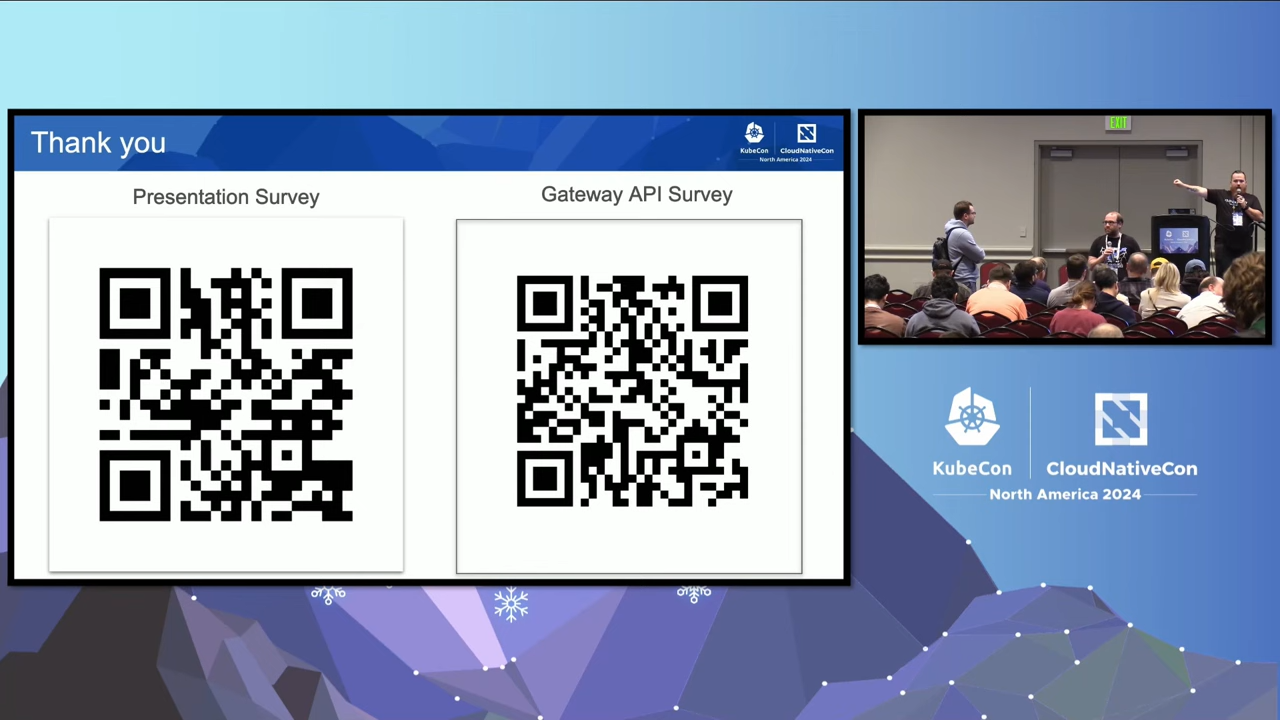 Thank you
KubeCon
CloudNativeCon
North America 2024
Presentation Survey
Gateway API Survey
EXIT
KubeCon
CloudNativeCon
North America 2024